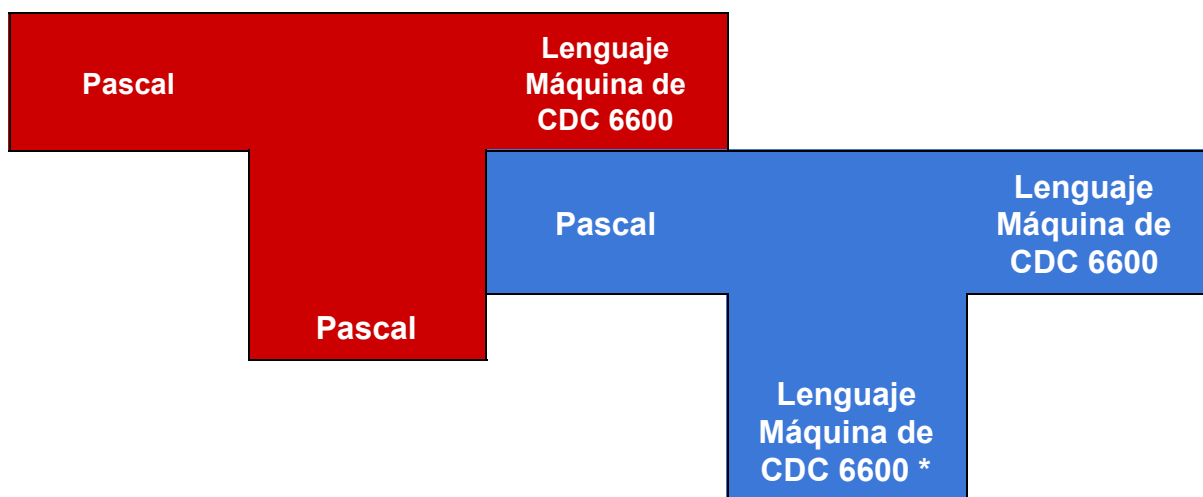 Pascal
Lenguaje
Máquina de
CDC 6600
Pascal
Pascal
Lenguaje
Máquina de
CDC 6600
Lenguaje
Máquina de
CDC 6600 *